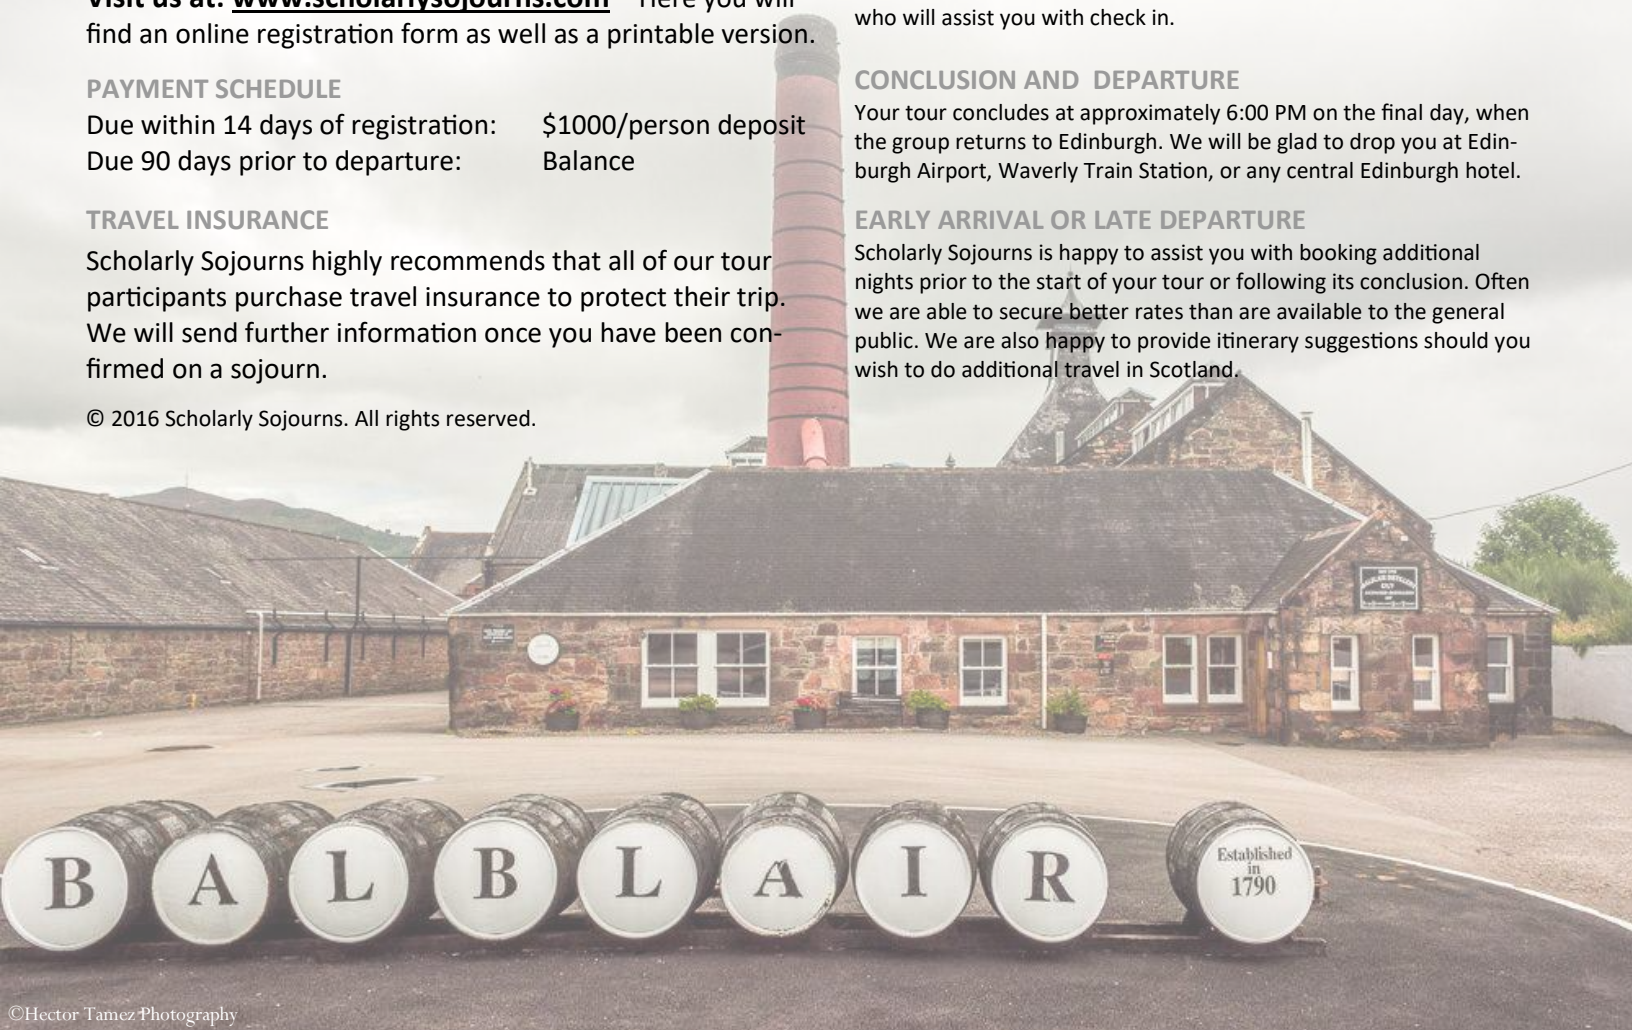 Visit us at: www.scholarlysojourns.com Here you will
find an online registration form as well as a printable version.
PAYMENT SCHEDULE
Due within 14 days of registration: $1000/person deposit
Due 90 days prior to departure: Balance
TRAVEL INSURANCE
Scholarly Sojourns highly recommends that all of our tour
participants purchase travel insurance to protect their trip.
We will send further information once you have been con-
firmed on a sojourn.
© 2016 Scholarly Sojourns. All rights reserved.
who will assist you with check in.
CONCLUSION AND DEPARTURE
Your tour concludes at approximately 6:00 PM on the final day, when
the group returns to Edinburgh. We will be glad to drop you at Edin-
burgh Airport, Waverly Train Station, or any central Edinburgh hotel.
EARLY ARRIVAL OR LATE DEPARTURE
Scholarly Sojourns is happy to assist you with booking additional
nights prior to the start of your tour or following its conclusion. Often
we are able to secure better rates than are available to the general
public. We are also happy to provide itinerary suggestions should you
wish to do additional travel in Scotland.
BALBLAIR
Established
in
1790
©Hector Tamez Photography